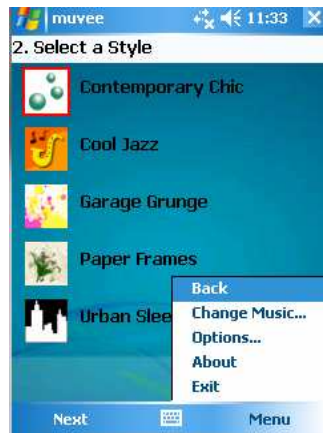 muvee 11:33
2. Select a Style
Contemporary Chic
Cool Jazz
Garage Grunge
Paper Frames
Urban Slee
Back
Change Music...
Options...
About
Exit
Next Menu